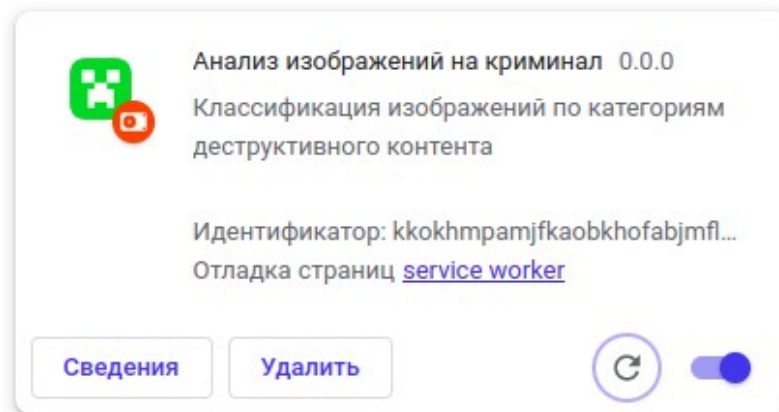 Анализ изображений на криминал 0.0.0
Классификация изображений по категориям
деструктивного контента
Идентификатор: kkokhmpamjfkaobkhofabjmfl...
Отладка страниц service worker
Сведения
Удалить